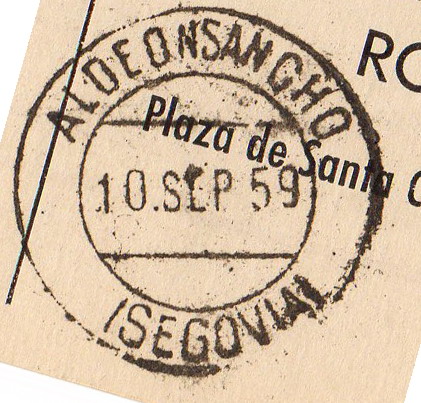 ALDEONSANCHO
RO
Plaza de Santa
10.SEP 59
(SEGOVIA)